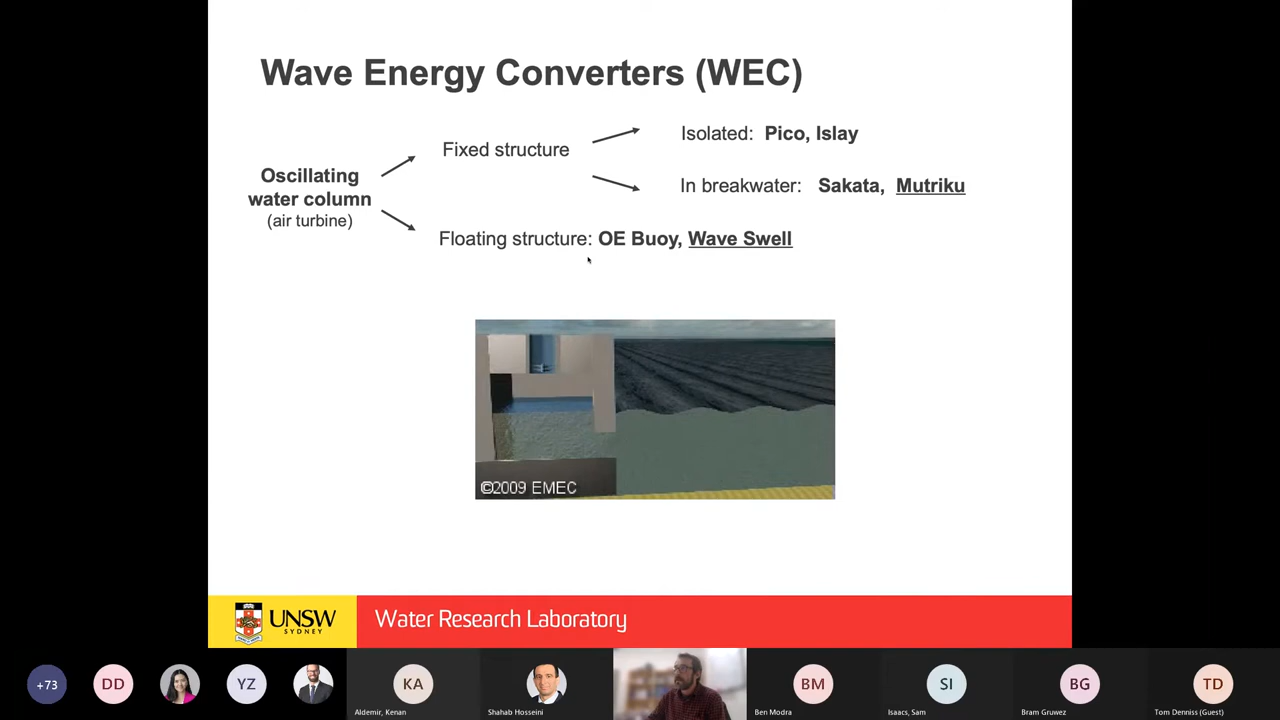 Wave Energy Converters (WEC)
Oscillating
water column
(air turbine)
Fixed structure
Isolated: Pico, Islay
In breakwater: Sakata, Mutriku
Floating structure: OE Buoy, Wave Swell
©2009 EMEC
UNSW
SYDNEY
Water Research Laboratory
+73
DD
YZ
KA
BM
SI
BG
TD
Aldemir, Kenan
Shahab Hosseini
Ben Modra
Isaacs, Sam
Bram Gruwez
Tom Denniss (Guest)